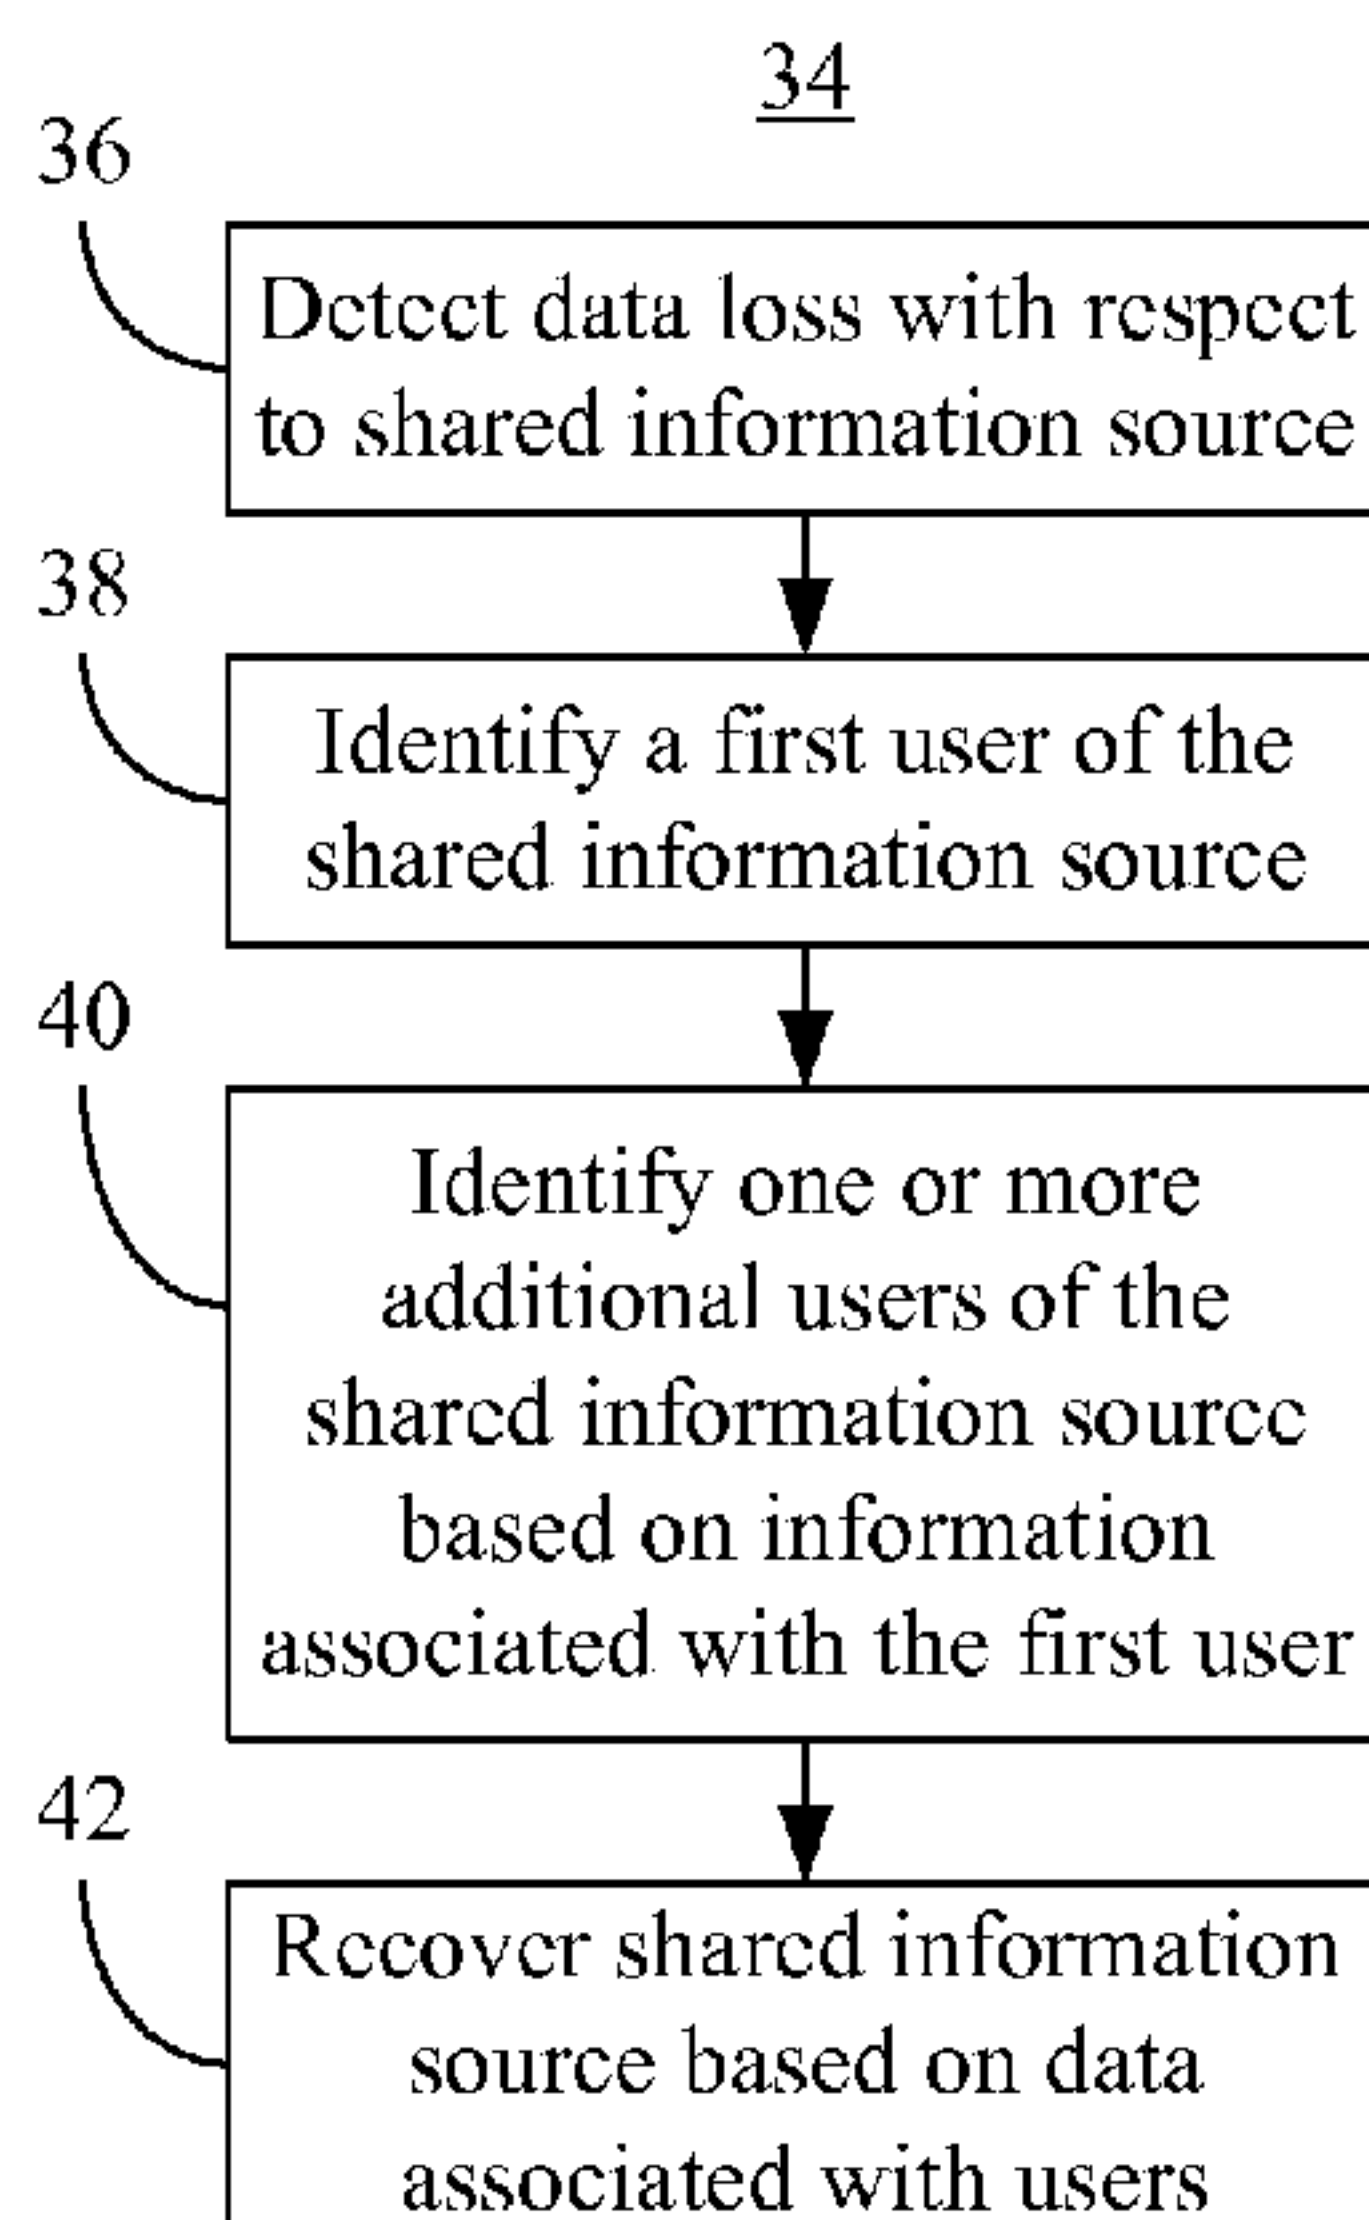 34
36
Detect data loss with respect
to shared information source
38
Identify a first user of the
shared information source
40
Identify one or more
additional users of the
shared information source
based on information
associated with the first user
42
Recover shared information
source based on data
associated with users